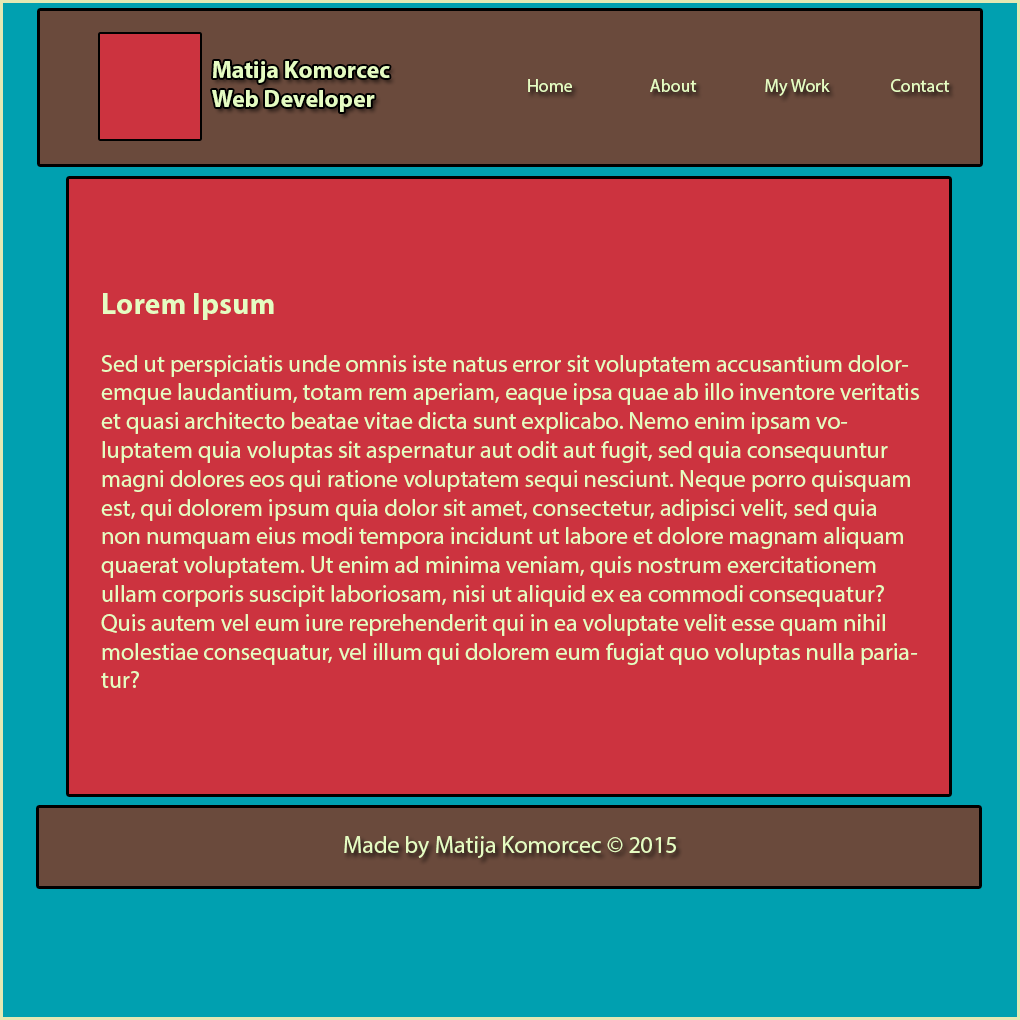 Matija Komorcec
Web Developer
Home About My Work Contact
Lorem Ipsum
Sed ut perspiciatis unde omnis iste natus error sit voluptatem accusantium dolor-
emque laudantium, totam rem aperiam, eaque ipsa quae ab illo inventore veritatis
et quasi architecto beatae vitae dicta sunt explicabo. Nemo enim ipsam vo-
luptatem quia voluptas sit aspernatur aut odit aut fugit, sed quia consequuntur
magni dolores eos qui ratione voluptatem sequi nesciunt. Neque porro quisquam
est, qui dolorem ipsum quia dolor sit amet, consectetur, adipisci velit, sed quia
non numquam eius modi tempora incidunt ut labore et dolore magnam aliquam
quaerat voluptatem. Ut enim ad minima veniam, quis nostrum exercitationem
ullam corporis suscipit laboriosam, nisi ut aliquid ex ea commodi consequatur?
Quis autem vel eum iure reprehenderit qui in ea voluptate velit esse quam nihil
molestiae consequatur, vel illum qui dolorem eum fugiat quo voluptas nulla paria-
tur?
Made by Matija Komorcec © 2015